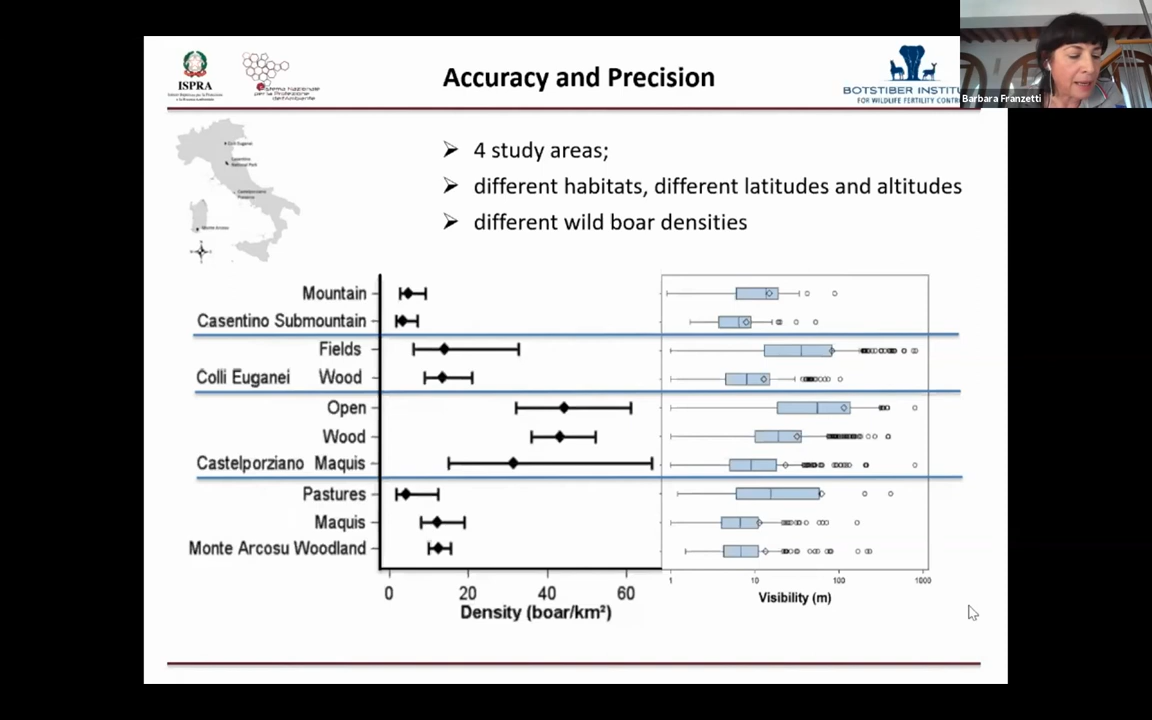 Accuracy and Precision
ISPRA
BOTSTIBER INSTITU
FOR WILDLIFE FERTILITY CONTR
Barbara Franzetti
4 study areas;
different habitats, different latitudes and altitudes
different wild boar densities
Mountain
Casentino Submountain
Fields
Colli Euganei Wood
Open
Wood
Castelporziano Maquis
Pastures
Maquis
Monte Arcosu Woodland
0 20 40 60
Density (boar/km²)
1 10 100 1000
Visibility (m)